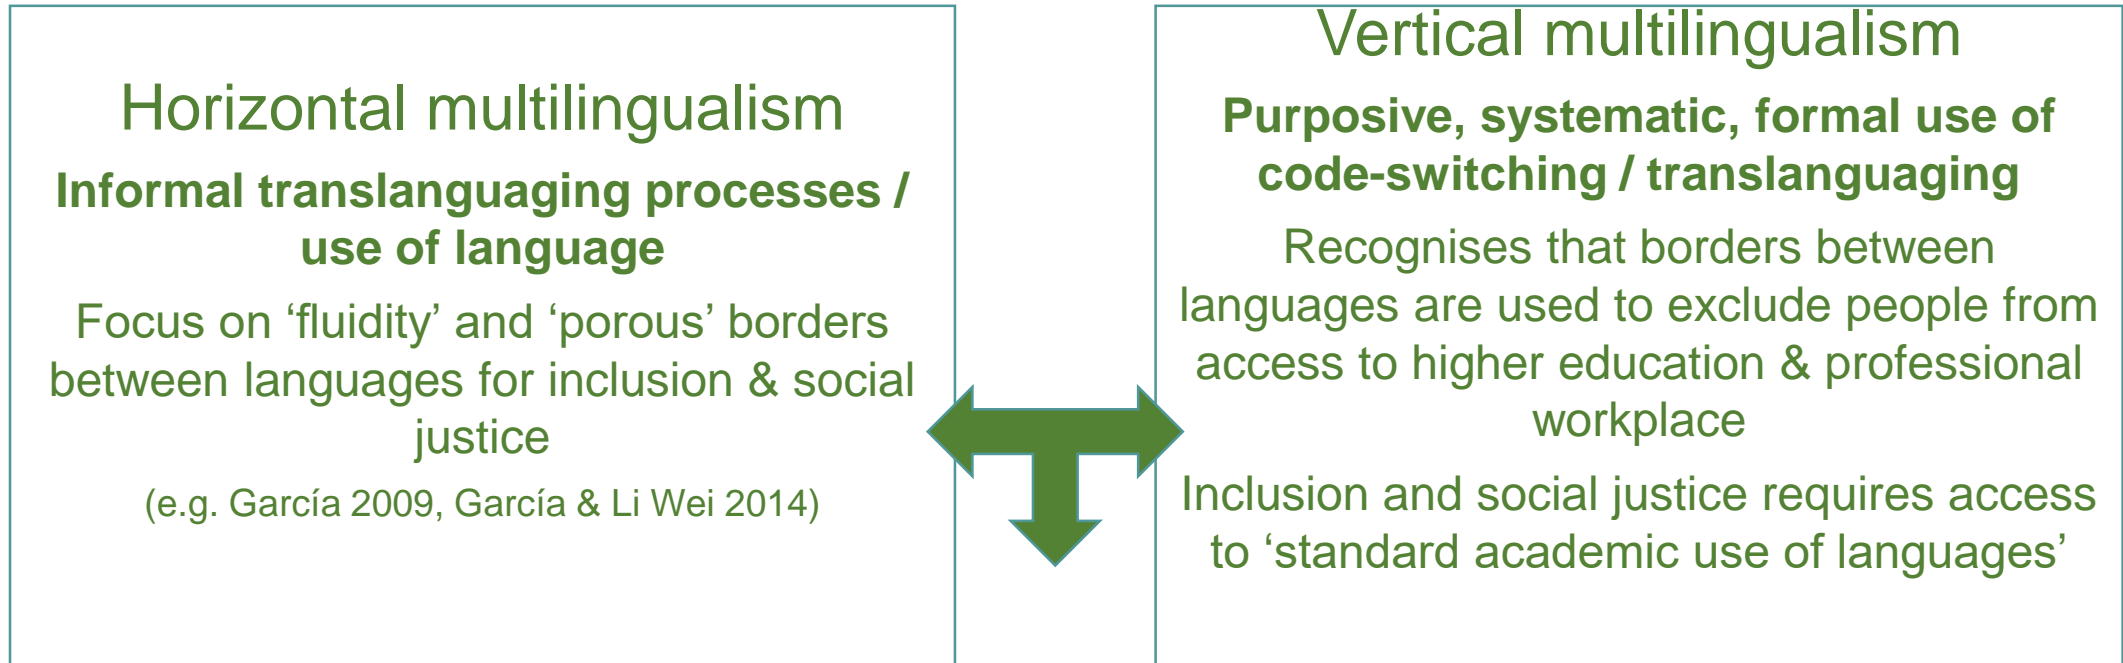 Horizontal multilingualism
Informal translanguaging processes /
use of language
Focus on ‘fluidity’ and ‘porous’ borders
between languages for inclusion & social
justice
(e.g. García 2009, García & Li Wei 2014)
Vertical multilingualism
Purposive, systematic, formal use of
code-switching / translanguaging
Recognises that borders between
languages are used to exclude people from
access to higher education & professional
workplace
Inclusion and social justice requires access
to ‘standard academic use of languages’